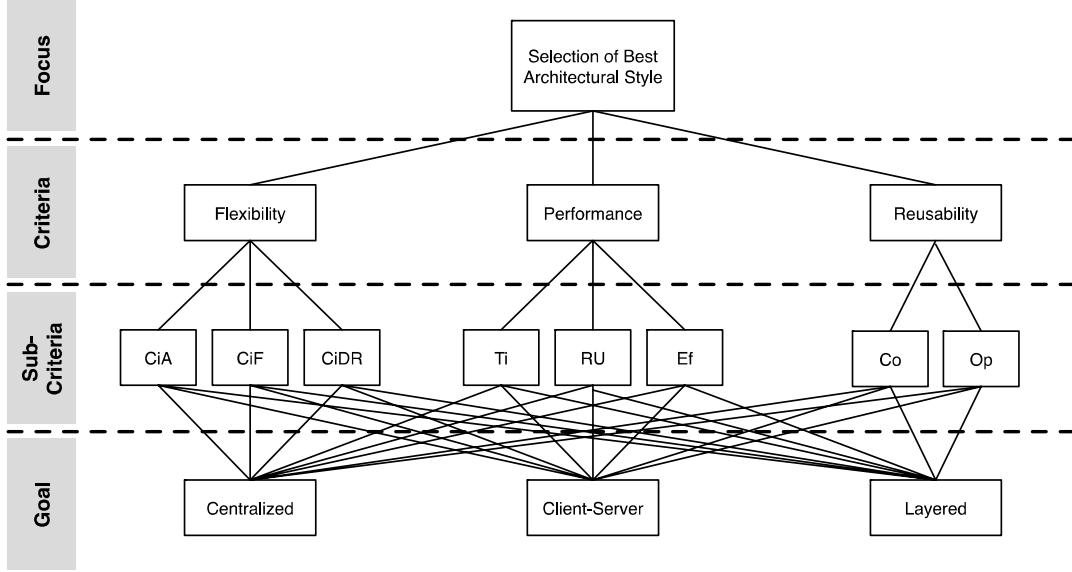 Focus
Selection of Best
Architectural Style
Criteria
Flexibility
Performance
Reusability
Sub-
Criteria
CiA
CiF
CiDR
Ti
RU
Ef
Co
Op
Goal
Centralized
Client-Server
Layered